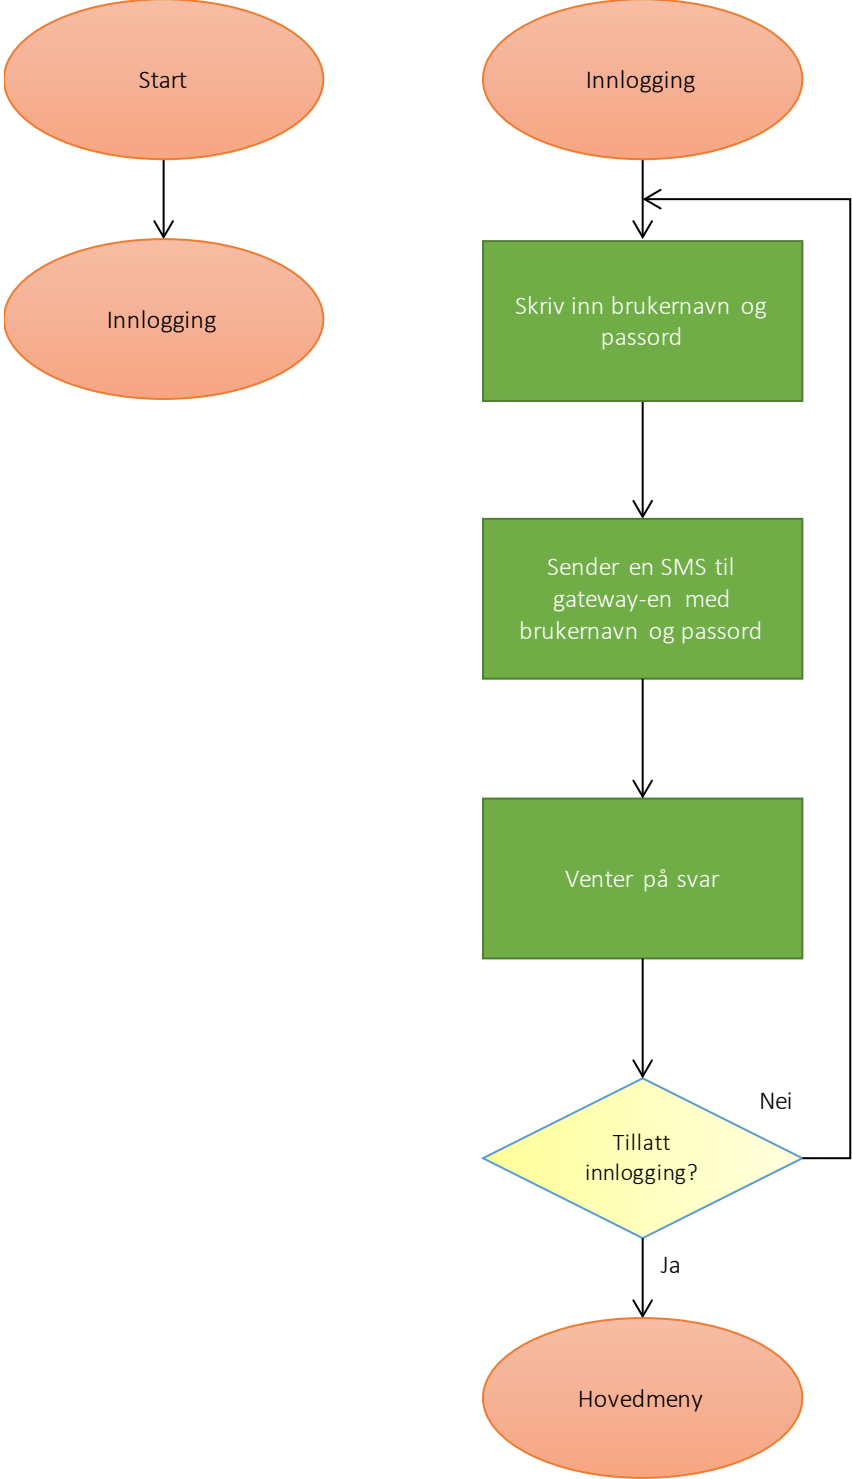 Start
Innlogging
Innlogging
Skriv inn brukernavn og
passord
Sender en SMS til
gateway-en med
brukernavn og passord
Venter på svar
Nei
Tillatt
innlogging?
Ja
Hovedmeny